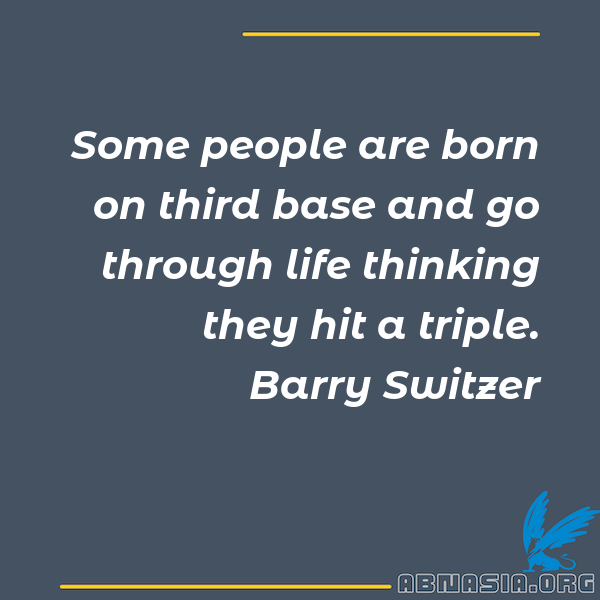 Some people are born
on third base and go
through life thinking
they hit a triple.
Barry Switzer
ABNASIA.ORG